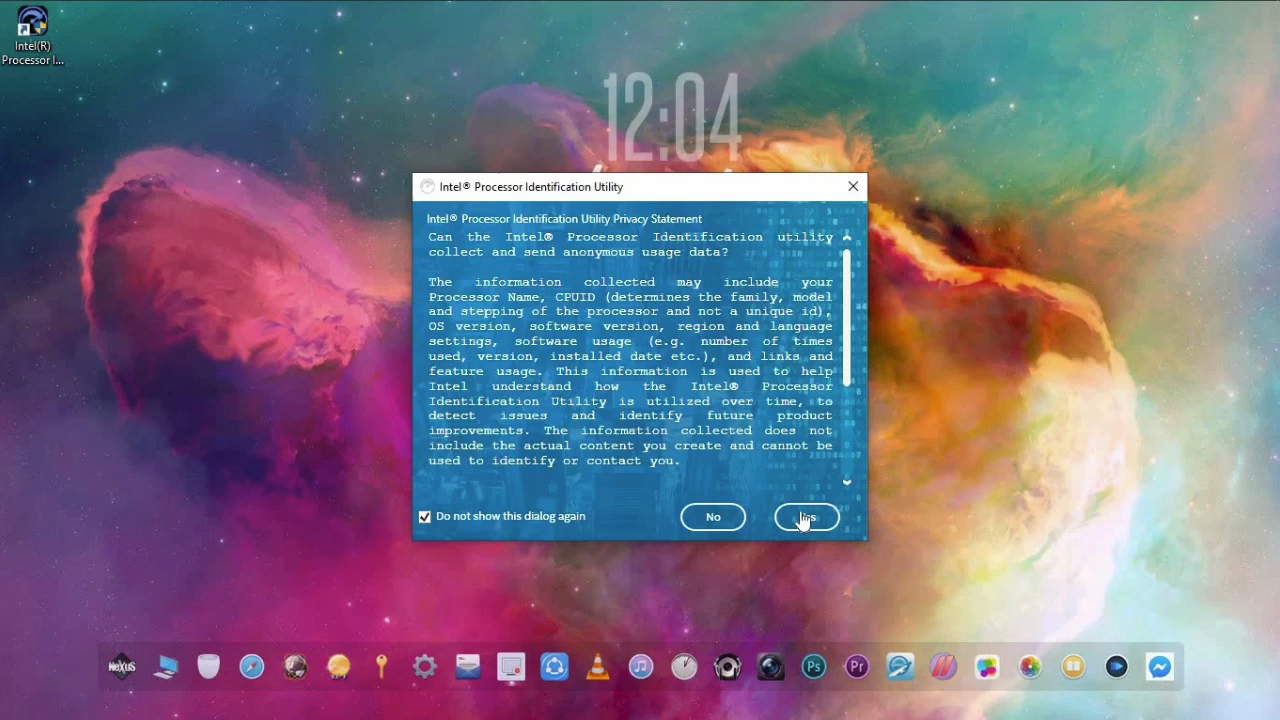 Intel(R)
Processor I...
12:04
Intel® Processor Identification Utility
Intel® Processor Identification Utility Privacy Statement
Can the Intel® Processor Identification utility
collect and send anonymous usage data?
The information collected may include your
Processor Name, CPUID (determines the family, model
and stepping of the processor and not a unique id),
OS version, software version, region and language
settings, software usage (e.g. number of times
used, version, installed date etc.), and links and
feature usage. This information is used to help
Intel understand how the Intel® Processor
Identification Utility is utilized over time, to
detect issues and identify future product
improvements. The information collected does not
include the actual content you create and cannot be
used to identify or contact you.
Do not show this dialog again
No
NEXUS
Ps
Pr